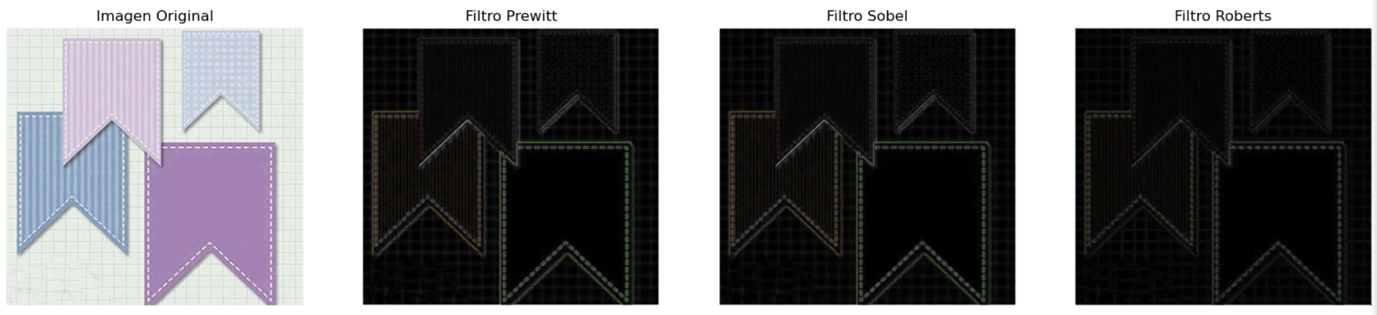 Imagen Original
Filtro Prewitt
Filtro Sobel
Filtro Roberts